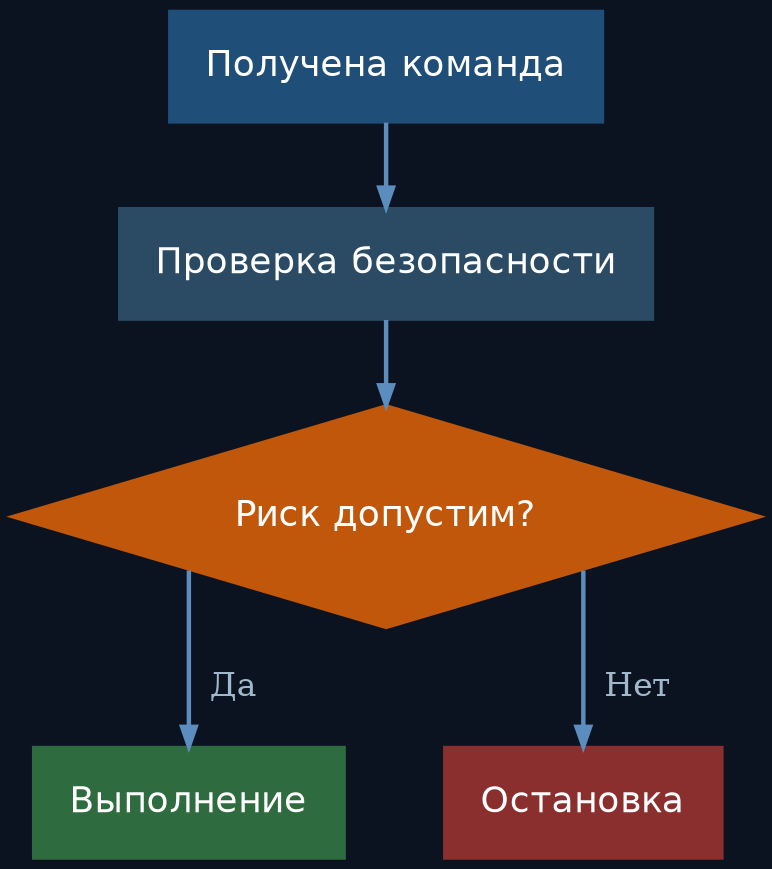 Получена команда
Проверка безопасности
Риск допустим?
Да
Нет
Выполнение
Остановка